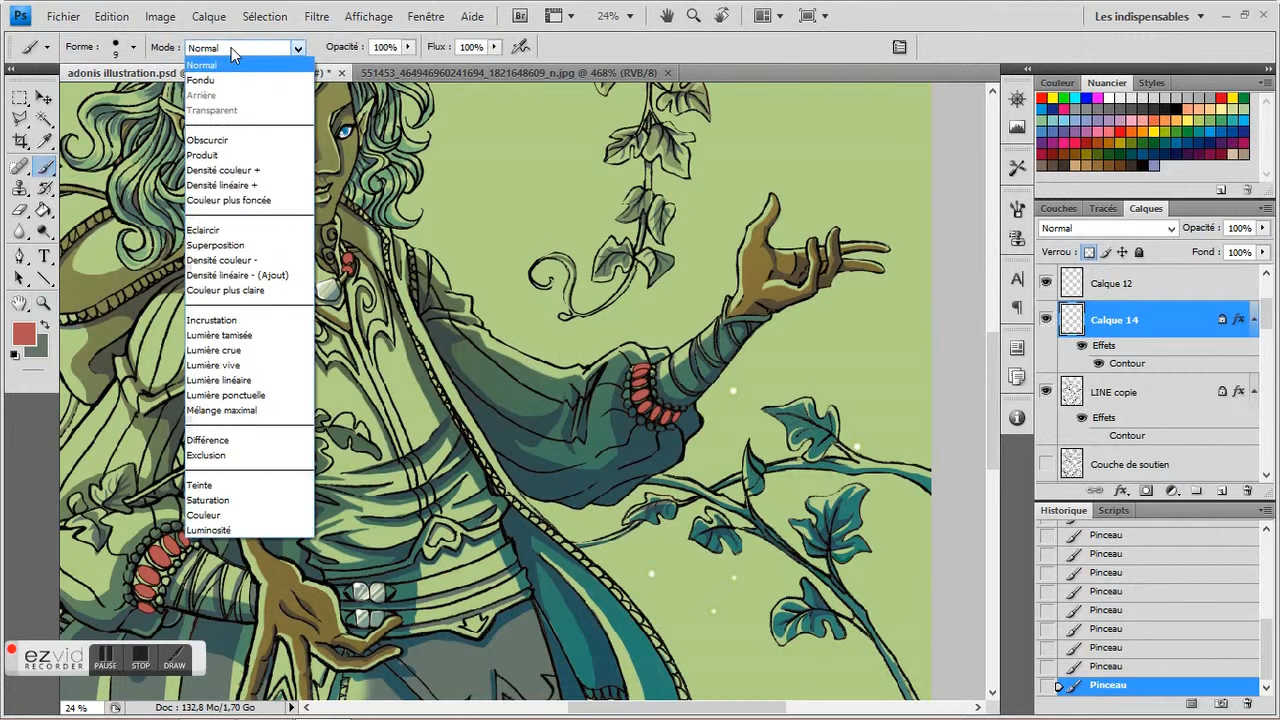 Ps Fichier Edition Image Calque Sélection Filtre Affichage Fenêtre Aide Br 24% Les indispensables
Forme : 9 Mode : Normal Opacité : 100% Flux : 100%
adonis illustration.psd @ #) * × 551453_464946960241694_1821648609_n.jpg @ 468% (RVB/8) ×
Normal
Fondu
Arrière
Transparent
Obscurcir
Produit
Densité couleur +
Densité linéaire +
Couleur plus foncée
Eclaircir
Superposition
Densité couleur -
Densité linéaire - (Ajout)
Couleur plus claire
Incrustation
Lumière tamisée
Lumière crue
Lumière vive
Lumière linéaire
Lumière ponctuelle
Mélange maximal
Différence
Exclusion
Teinte
Saturation
Couleur
Luminosité
Couleur Nuancier Styles
Couches Tracés Calques
Normal Opacité : 100%
Verrou : Fond : 100%
Calque 12
Calque 14 fx
Effets
Contour
LINE copie fx
Effets
Contour
Couche de soutien
Historique Scripts
Pinceau
Pinceau
Pinceau
Pinceau
Pinceau
Pinceau
Pinceau
Pinceau
Pinceau
ezvid
RECORDER
PAUSE STOP DRAW
24 % Doc : 132,8 Mo/1,70 Go